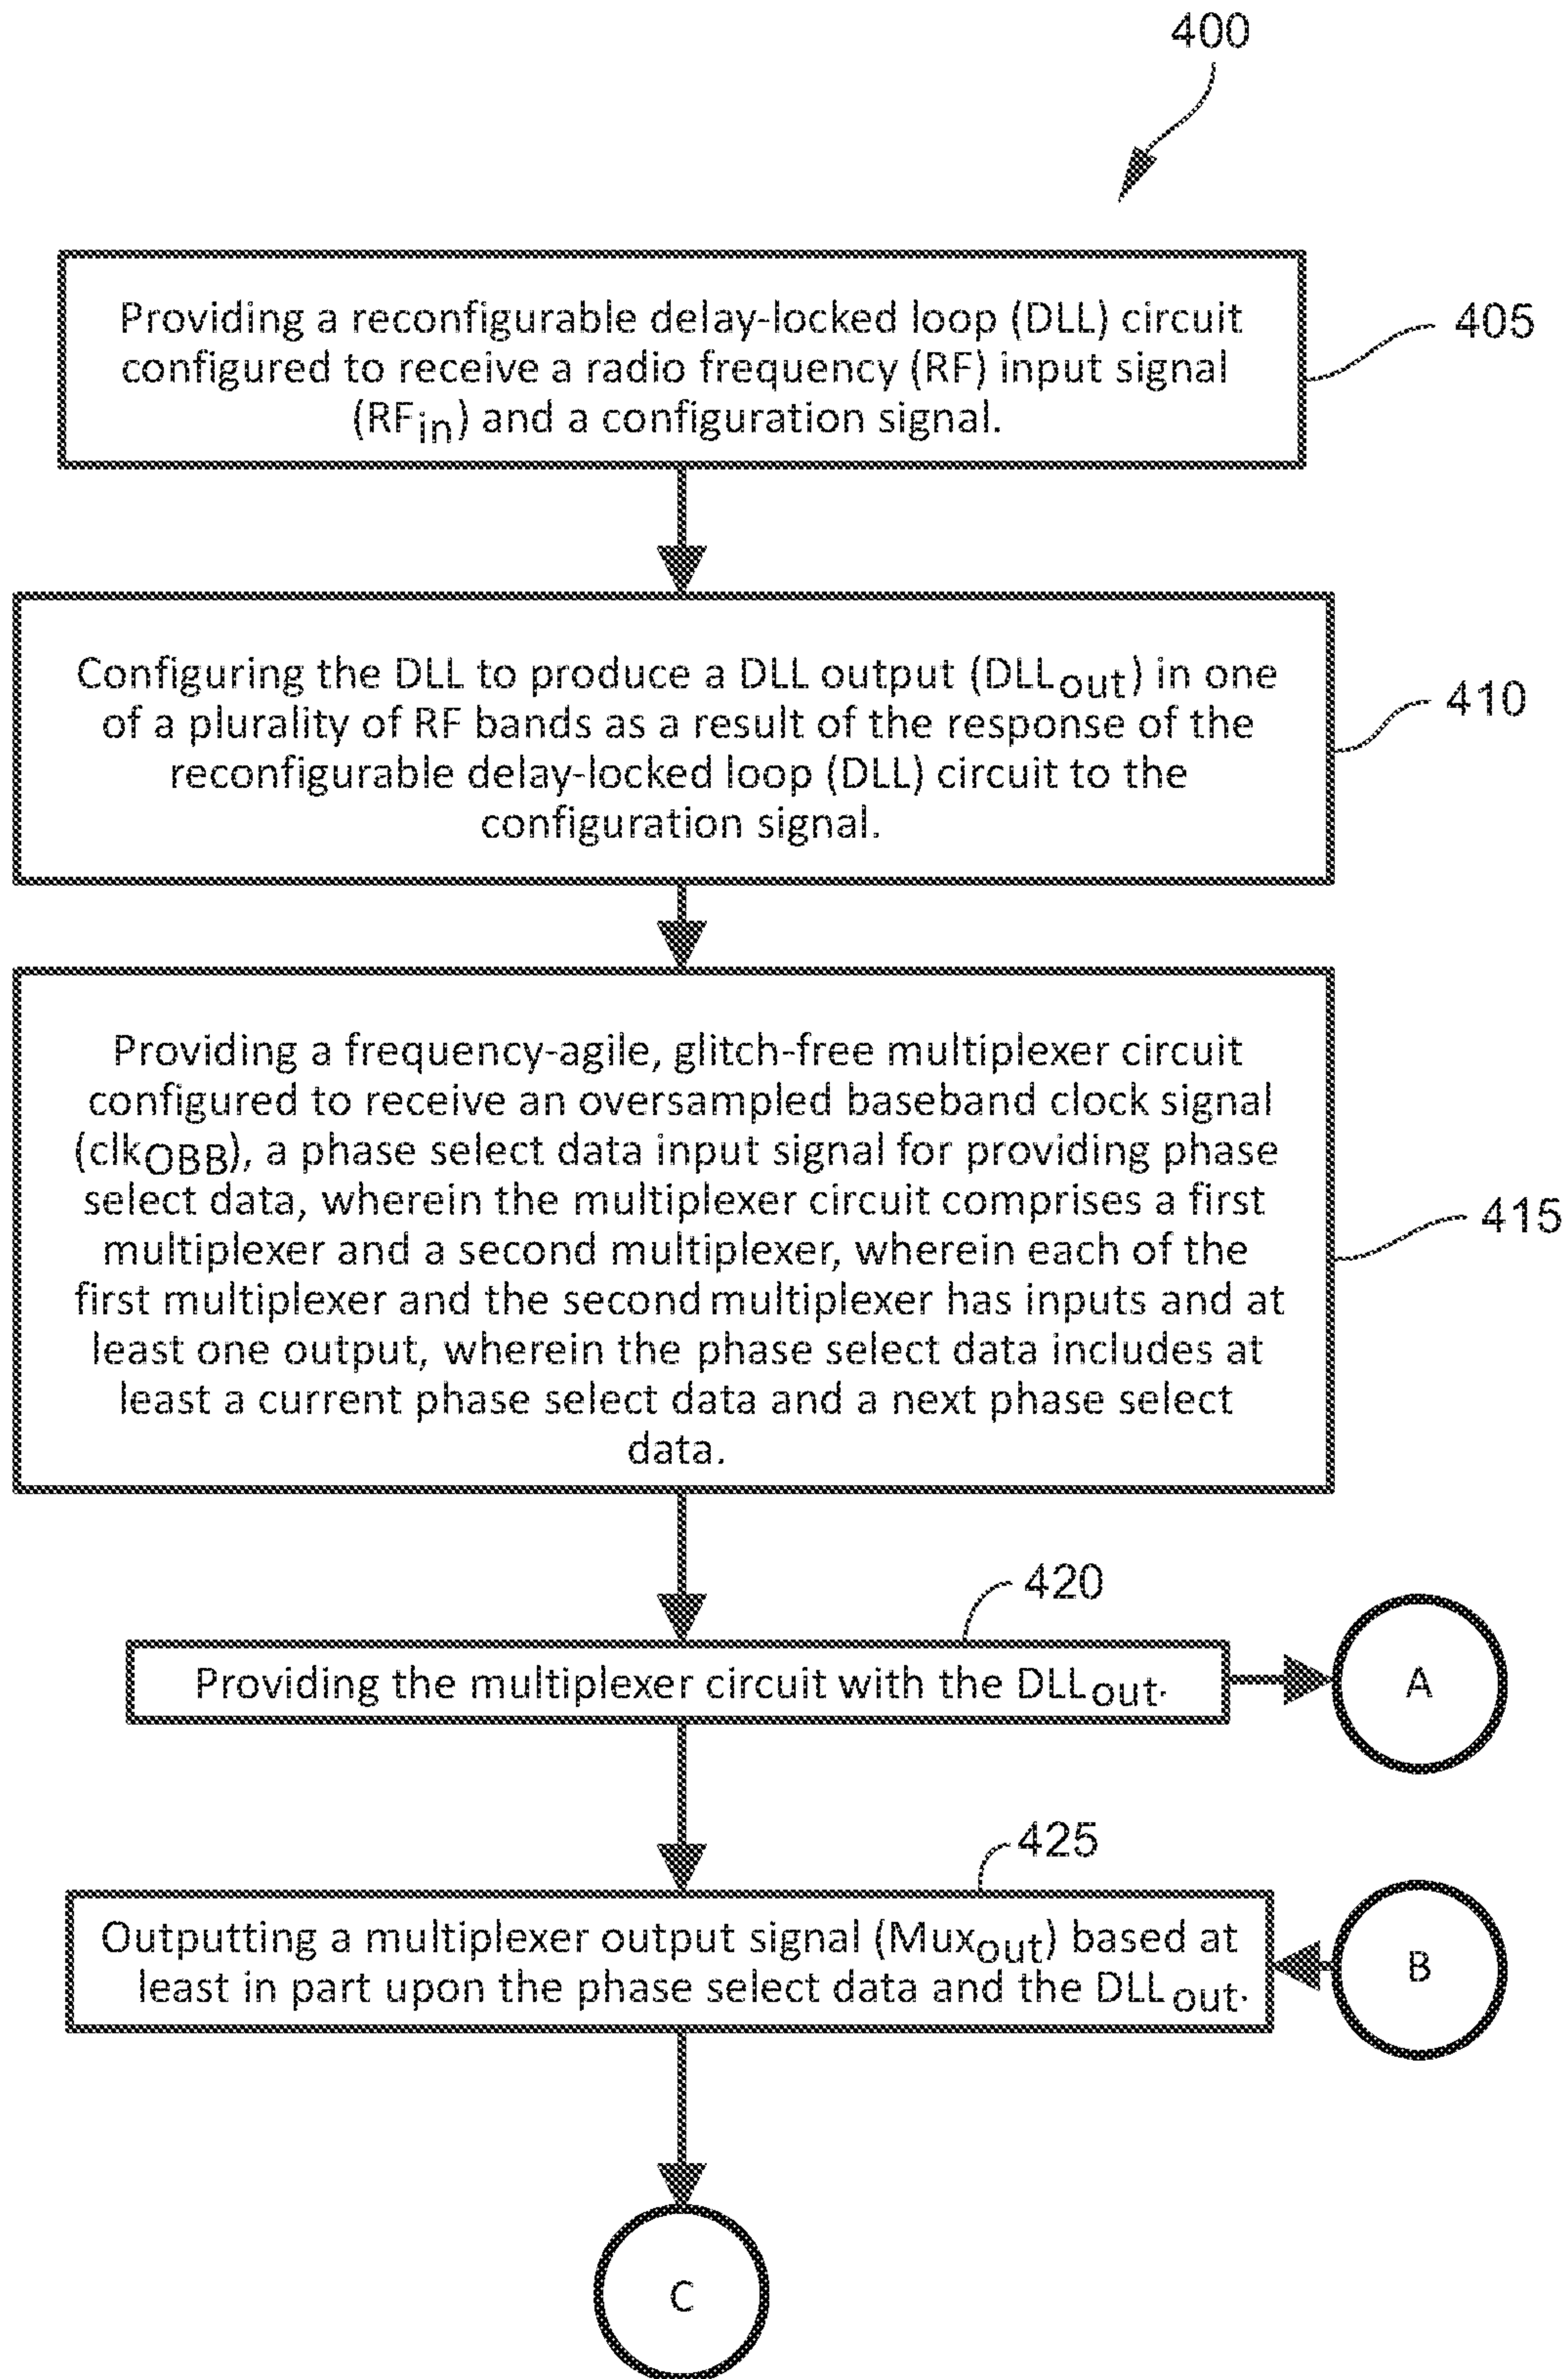 400
Providing a reconfigurable delay-locked loop (DLL) circuit
configured to receive a radio frequency (RF) input signal
(RFin) and a configuration signal.
405
Configuring the DLL to produce a DLL output (DLLout) in one
of a plurality of RF bands as a result of the response of the
reconfigurable delay-locked loop (DLL) circuit to the
configuration signal.
410
Providing a frequency-agile, glitch-free multiplexer circuit
configured to receive an oversampled baseband clock signal
(clkOBB), a phase select data input signal for providing phase
select data, wherein the multiplexer circuit comprises a first
multiplexer and a second multiplexer, wherein each of the
first multiplexer and the second multiplexer has inputs and at
least one output, wherein the phase select data includes at
least a current phase select data and a next phase select
data.
415
420
Providing the multiplexer circuit with the DLLout.
A
425
Outputting a multiplexer output signal (Muxout) based at
least in part upon the phase select data and the DLLout.
B
C